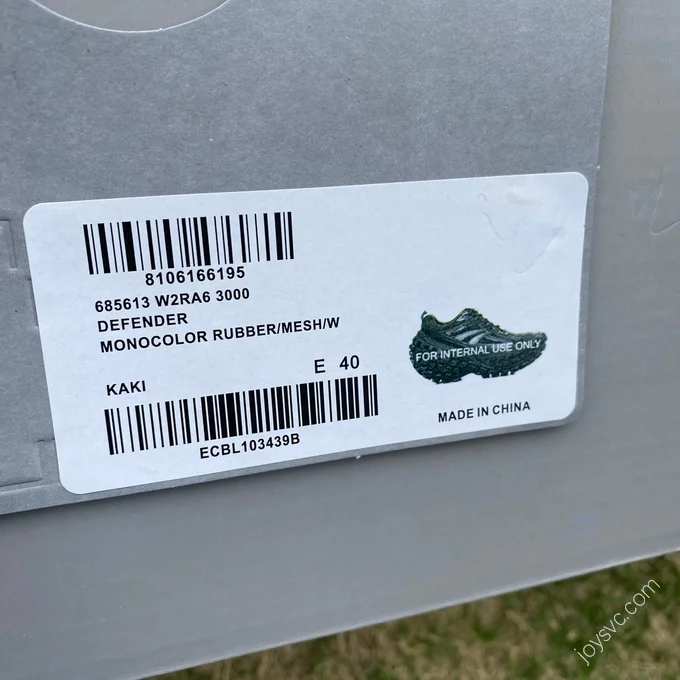 8106166195
685613 W2RA6 3000
DEFENDER
MONOCOLOR RUBBER/MESH/W
KAKI
E 40
ECBL103439B
FOR INTERNAL USE ONLY
MADE IN CHINA
joysvc.com